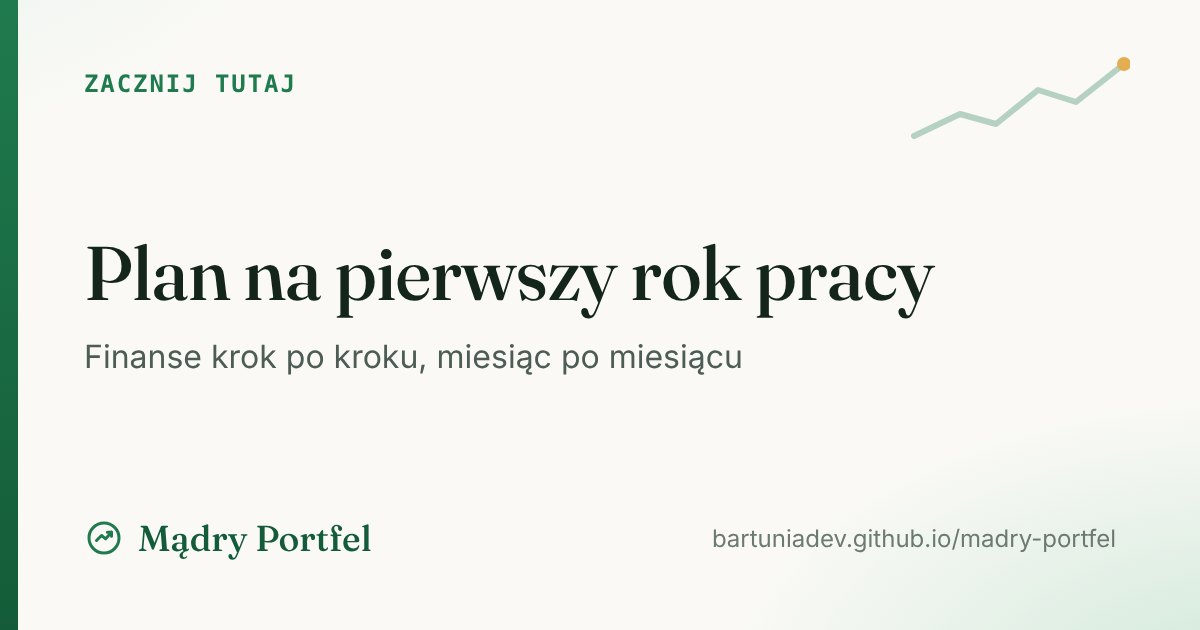 ZACZNIJ TUTAJ
Plan na pierwszy rok pracy
Finanse krok po kroku, miesiąc po miesiącu
Mądry Portfel
bartuniadev.github.io/madry-portfel